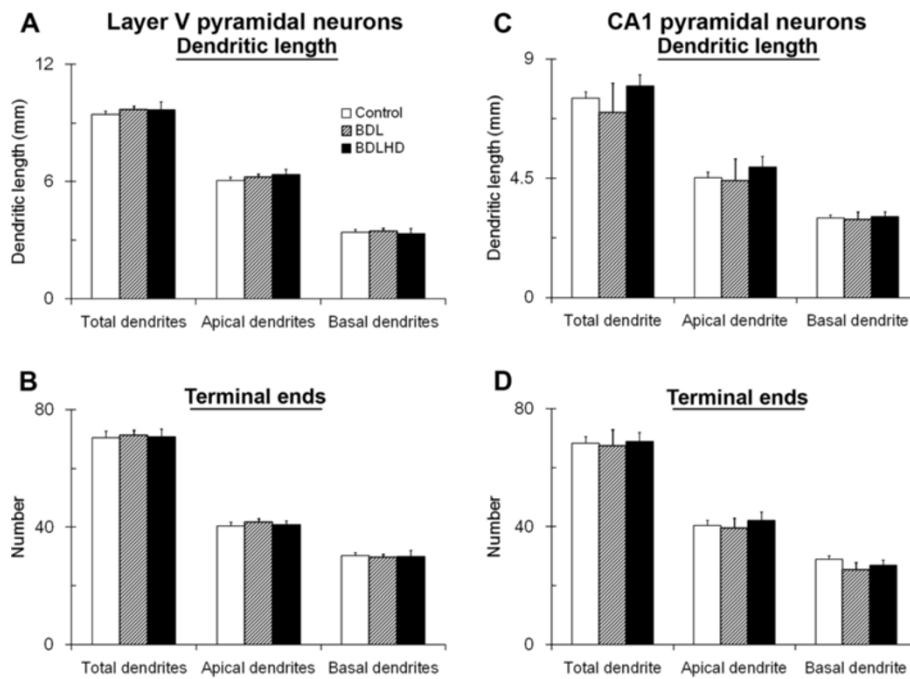 A
Layer V pyramidal neurons
Dendritic length
Dendritic length (mm)
12
6
0
Control
BDL
BDLHD
Total dendrites Apical dendrites Basal dendrites
C
CA1 pyramidal neurons
Dendritic length
Dendritic length (mm)
9
4.5
0
Total dendrite Apical dendrite Basal dendrite
B
Terminal ends
Number
80
40
0
Total dendrites Apical dendrites Basal dendrites
D
Terminal ends
Number
80
40
0
Total dendrite Apical dendrite Basal dendrite